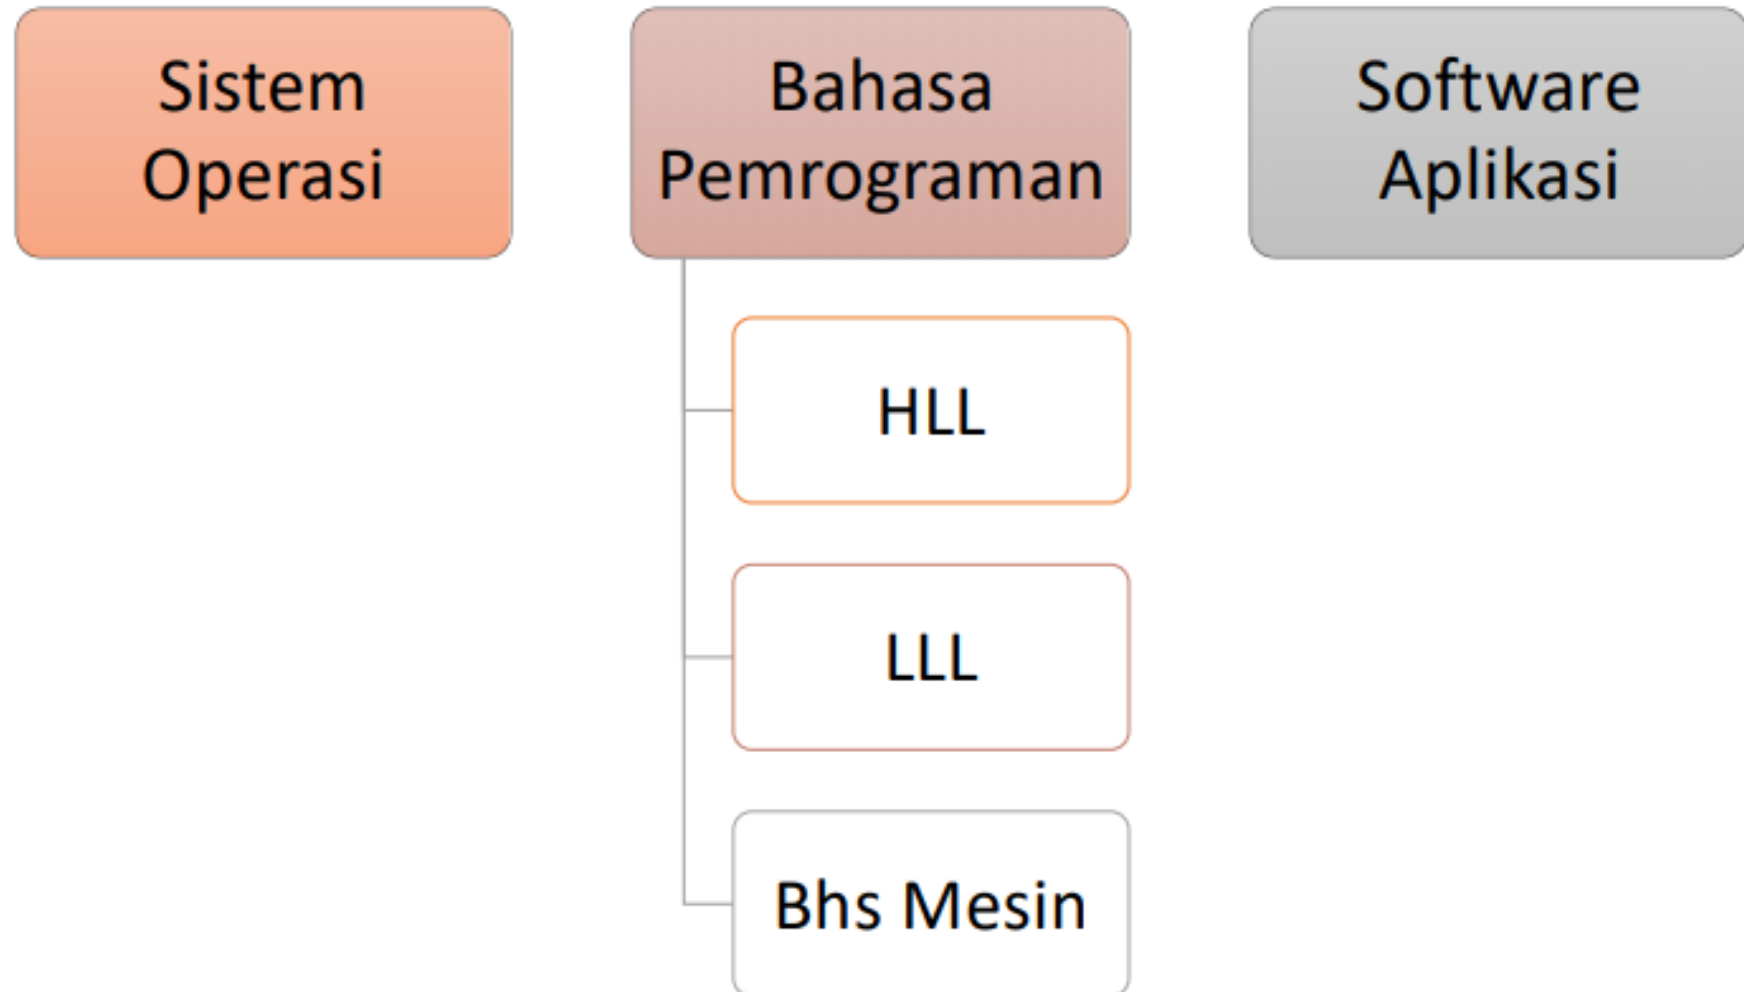 Sistem
Operasi
Bahasa
Pemrograman
Software
Aplikasi
HLL
LLL
Bhs Mesin